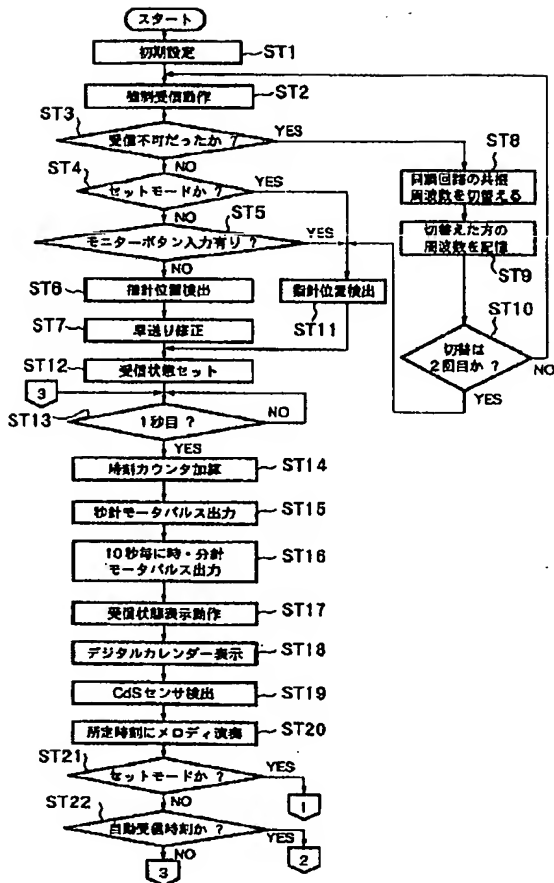 スタート
初期設定
ST1
強制受信動作
ST2
ST3
受信不可だったか ?
YES
NO
ST4
セットモードか ?
YES
NO
ST5
モニターボタン入力有り ?
YES
NO
ST6
指針位置検出
ST7
早送り修正
指針位置検出
ST11
ST8
同調回路の共振
周波数を切替える
切替えた方の
周波数を記憶
ST9
ST10
切替は
2回目か ?
NO
YES
ST12
受信状態セット
3
ST13
1秒目 ?
NO
YES
時刻カウンタ加算
ST14
秒針モータパルス出力
ST15
10秒毎に時・分針
モータパルス出力
ST16
受信状態表示動作
ST17
デジタルカレンダー表示
ST18
CdSセンサ検出
ST19
所定時刻にメロディ演奏
ST20
ST21
セットモードか ?
YES
NO
1
ST22
自動受信時刻か ?
YES
NO
2
3